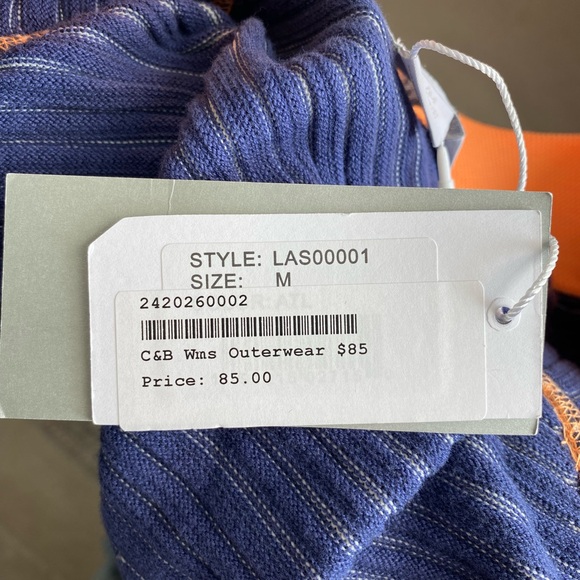 STYLE: LAS00001
SIZE: M
2420260002
C&B Wms Outerwear $85
Price: 85.00